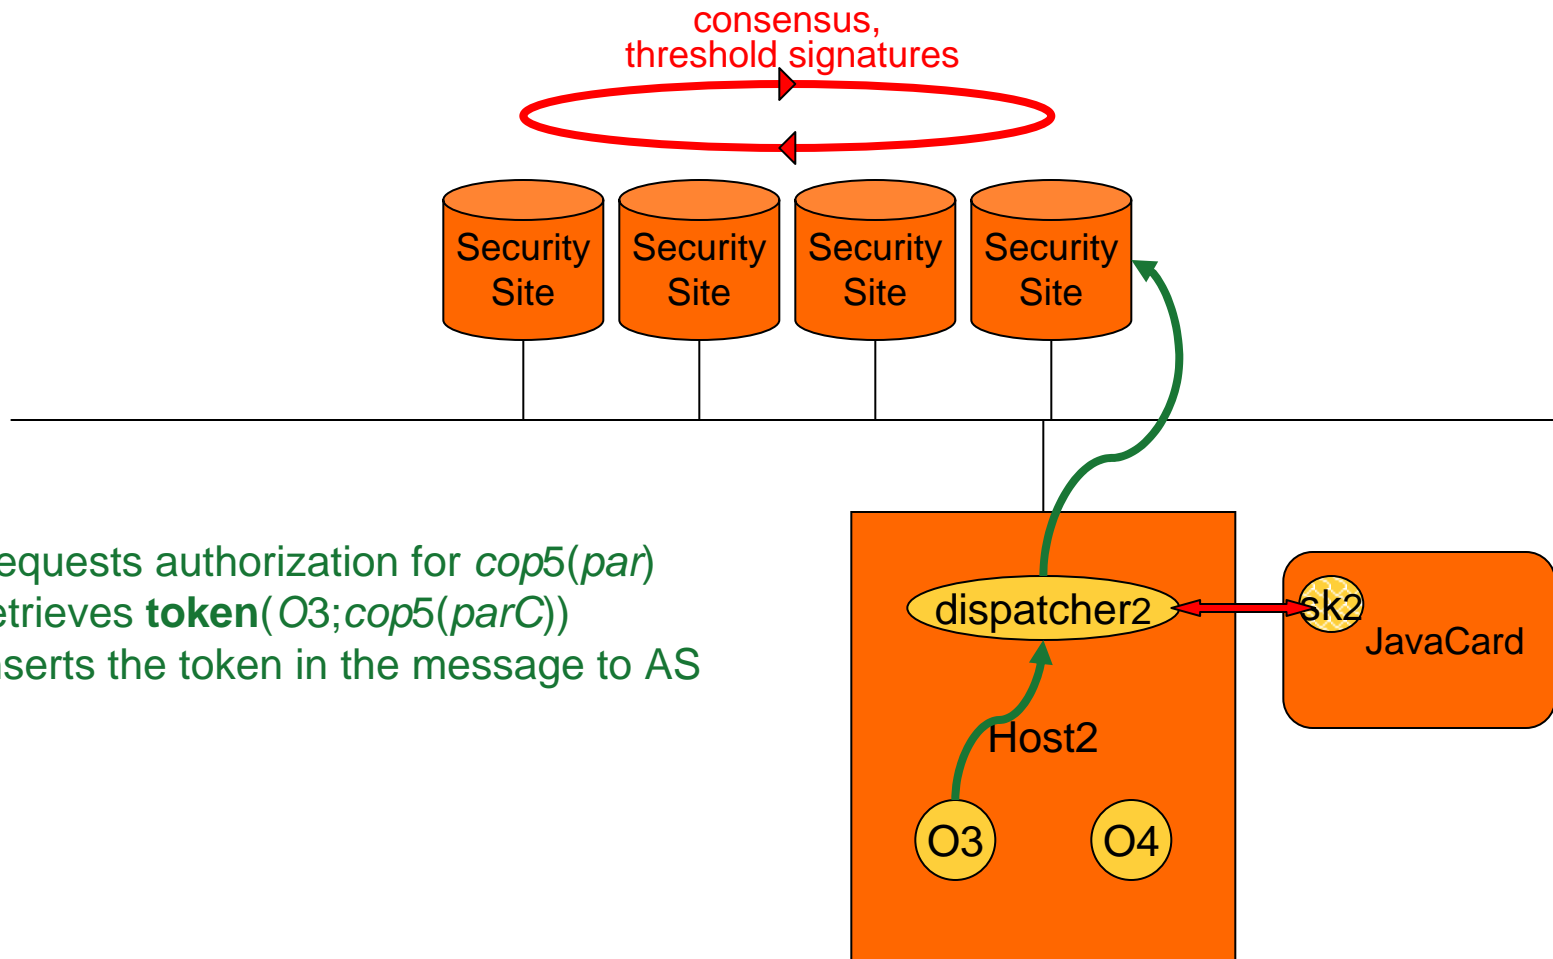 consensus,
threshold signatures
Security
Site
Security
Site
Security
Site
Security
Site
equests authorization for cop5(par)
etrieves token(O3;cop5(parC))
nserts the token in the message to AS
dispatcher2
sk2
JavaCard
Host2
O3
O4